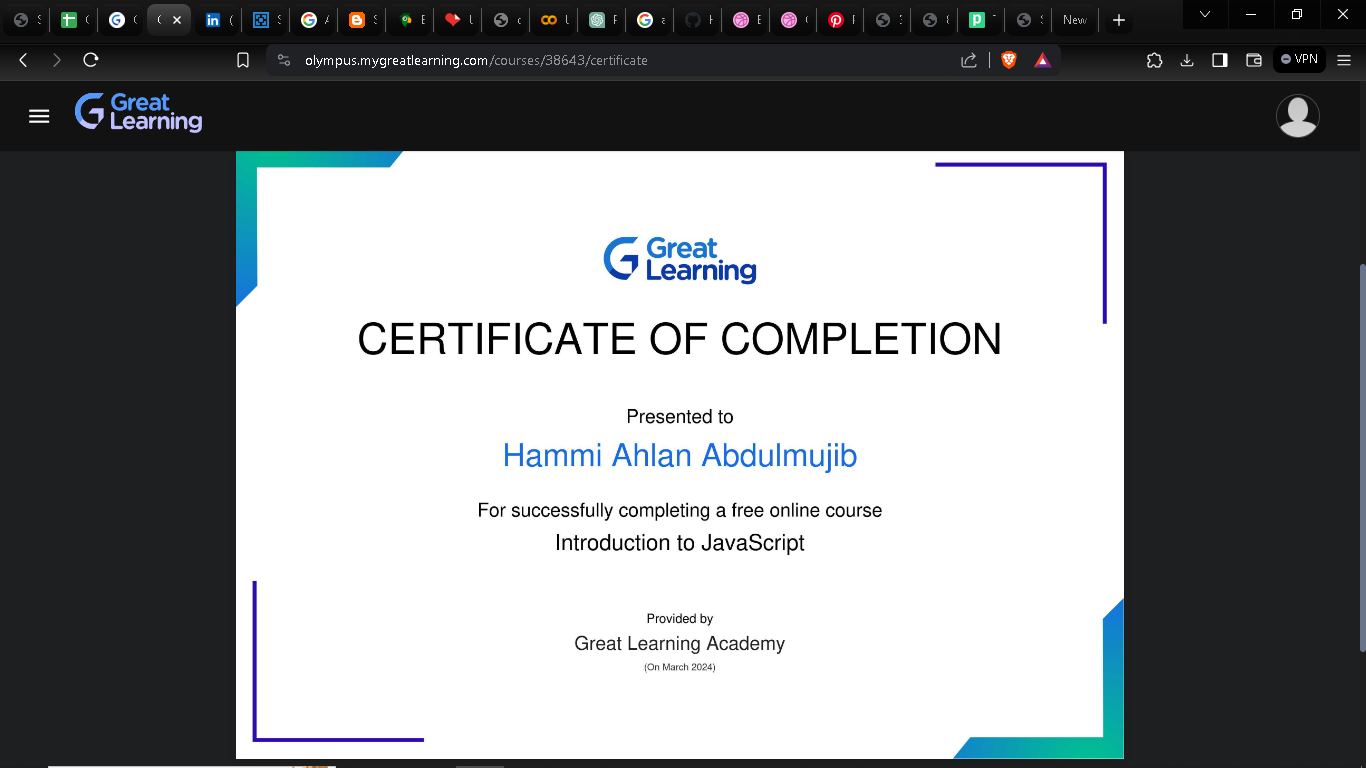 New
olympus.mygreatlearning.com/courses/38643/certificate
VPN
Great
Learning
Great
Learning
CERTIFICATE OF COMPLETION
Presented to
Hammi Ahlan Abdulmujib
For successfully completing a free online course
Introduction to JavaScript
Provided by
Great Learning Academy
(On March 2024)